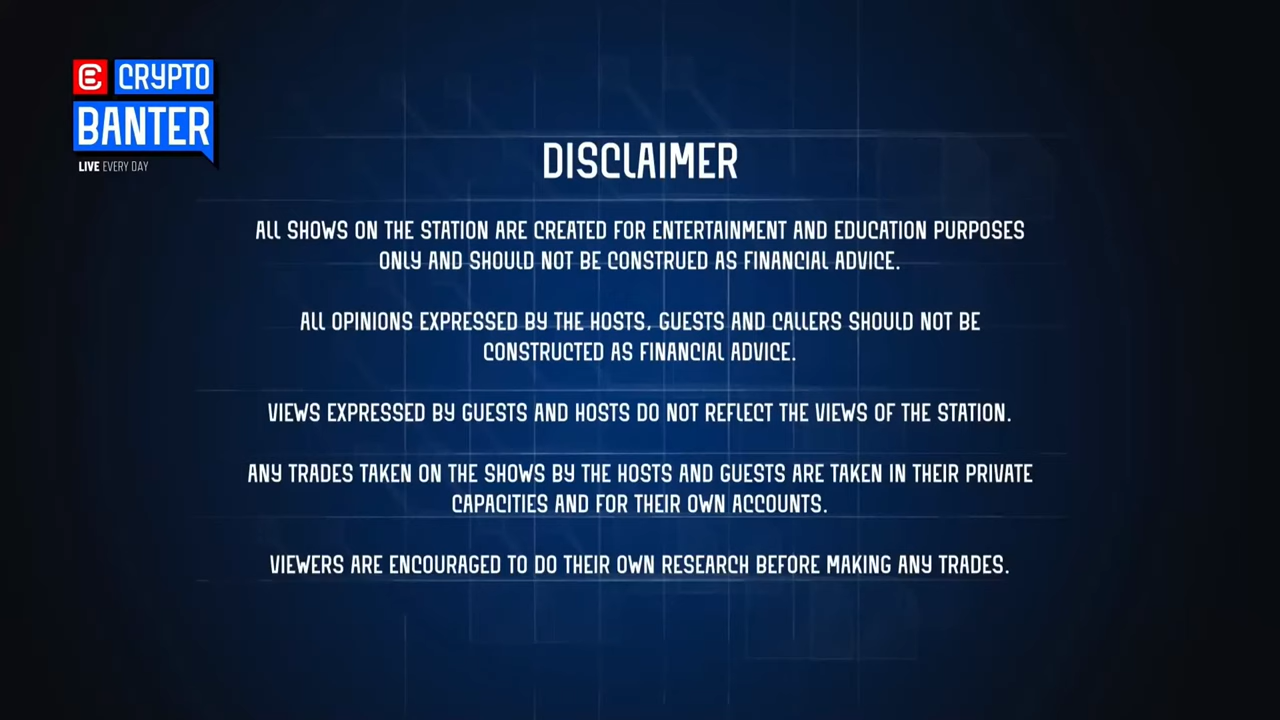 CRYPTO
BANTER
LIVE EVERY DAY
DISCLAIMER
ALL SHOWS ON THE STATION ARE CREATED FOR ENTERTAINMENT AND EDUCATION PURPOSES
ONLY AND SHOULD NOT BE CONSTRUED AS FINANCIAL ADVICE.
ALL OPINIONS EXPRESSED BY THE HOSTS, GUESTS AND CALLERS SHOULD NOT BE
CONSTRUCTED AS FINANCIAL ADVICE.
VIEWS EXPRESSED BY GUESTS AND HOSTS DO NOT REFLECT THE VIEWS OF THE STATION.
ANY TRADES TAKEN ON THE SHOWS BY THE HOSTS AND GUESTS ARE TAKEN IN THEIR PRIVATE
CAPACITIES AND FOR THEIR OWN ACCOUNTS.
VIEWERS ARE ENCOURAGED TO DO THEIR OWN RESEARCH BEFORE MAKING ANY TRADES.